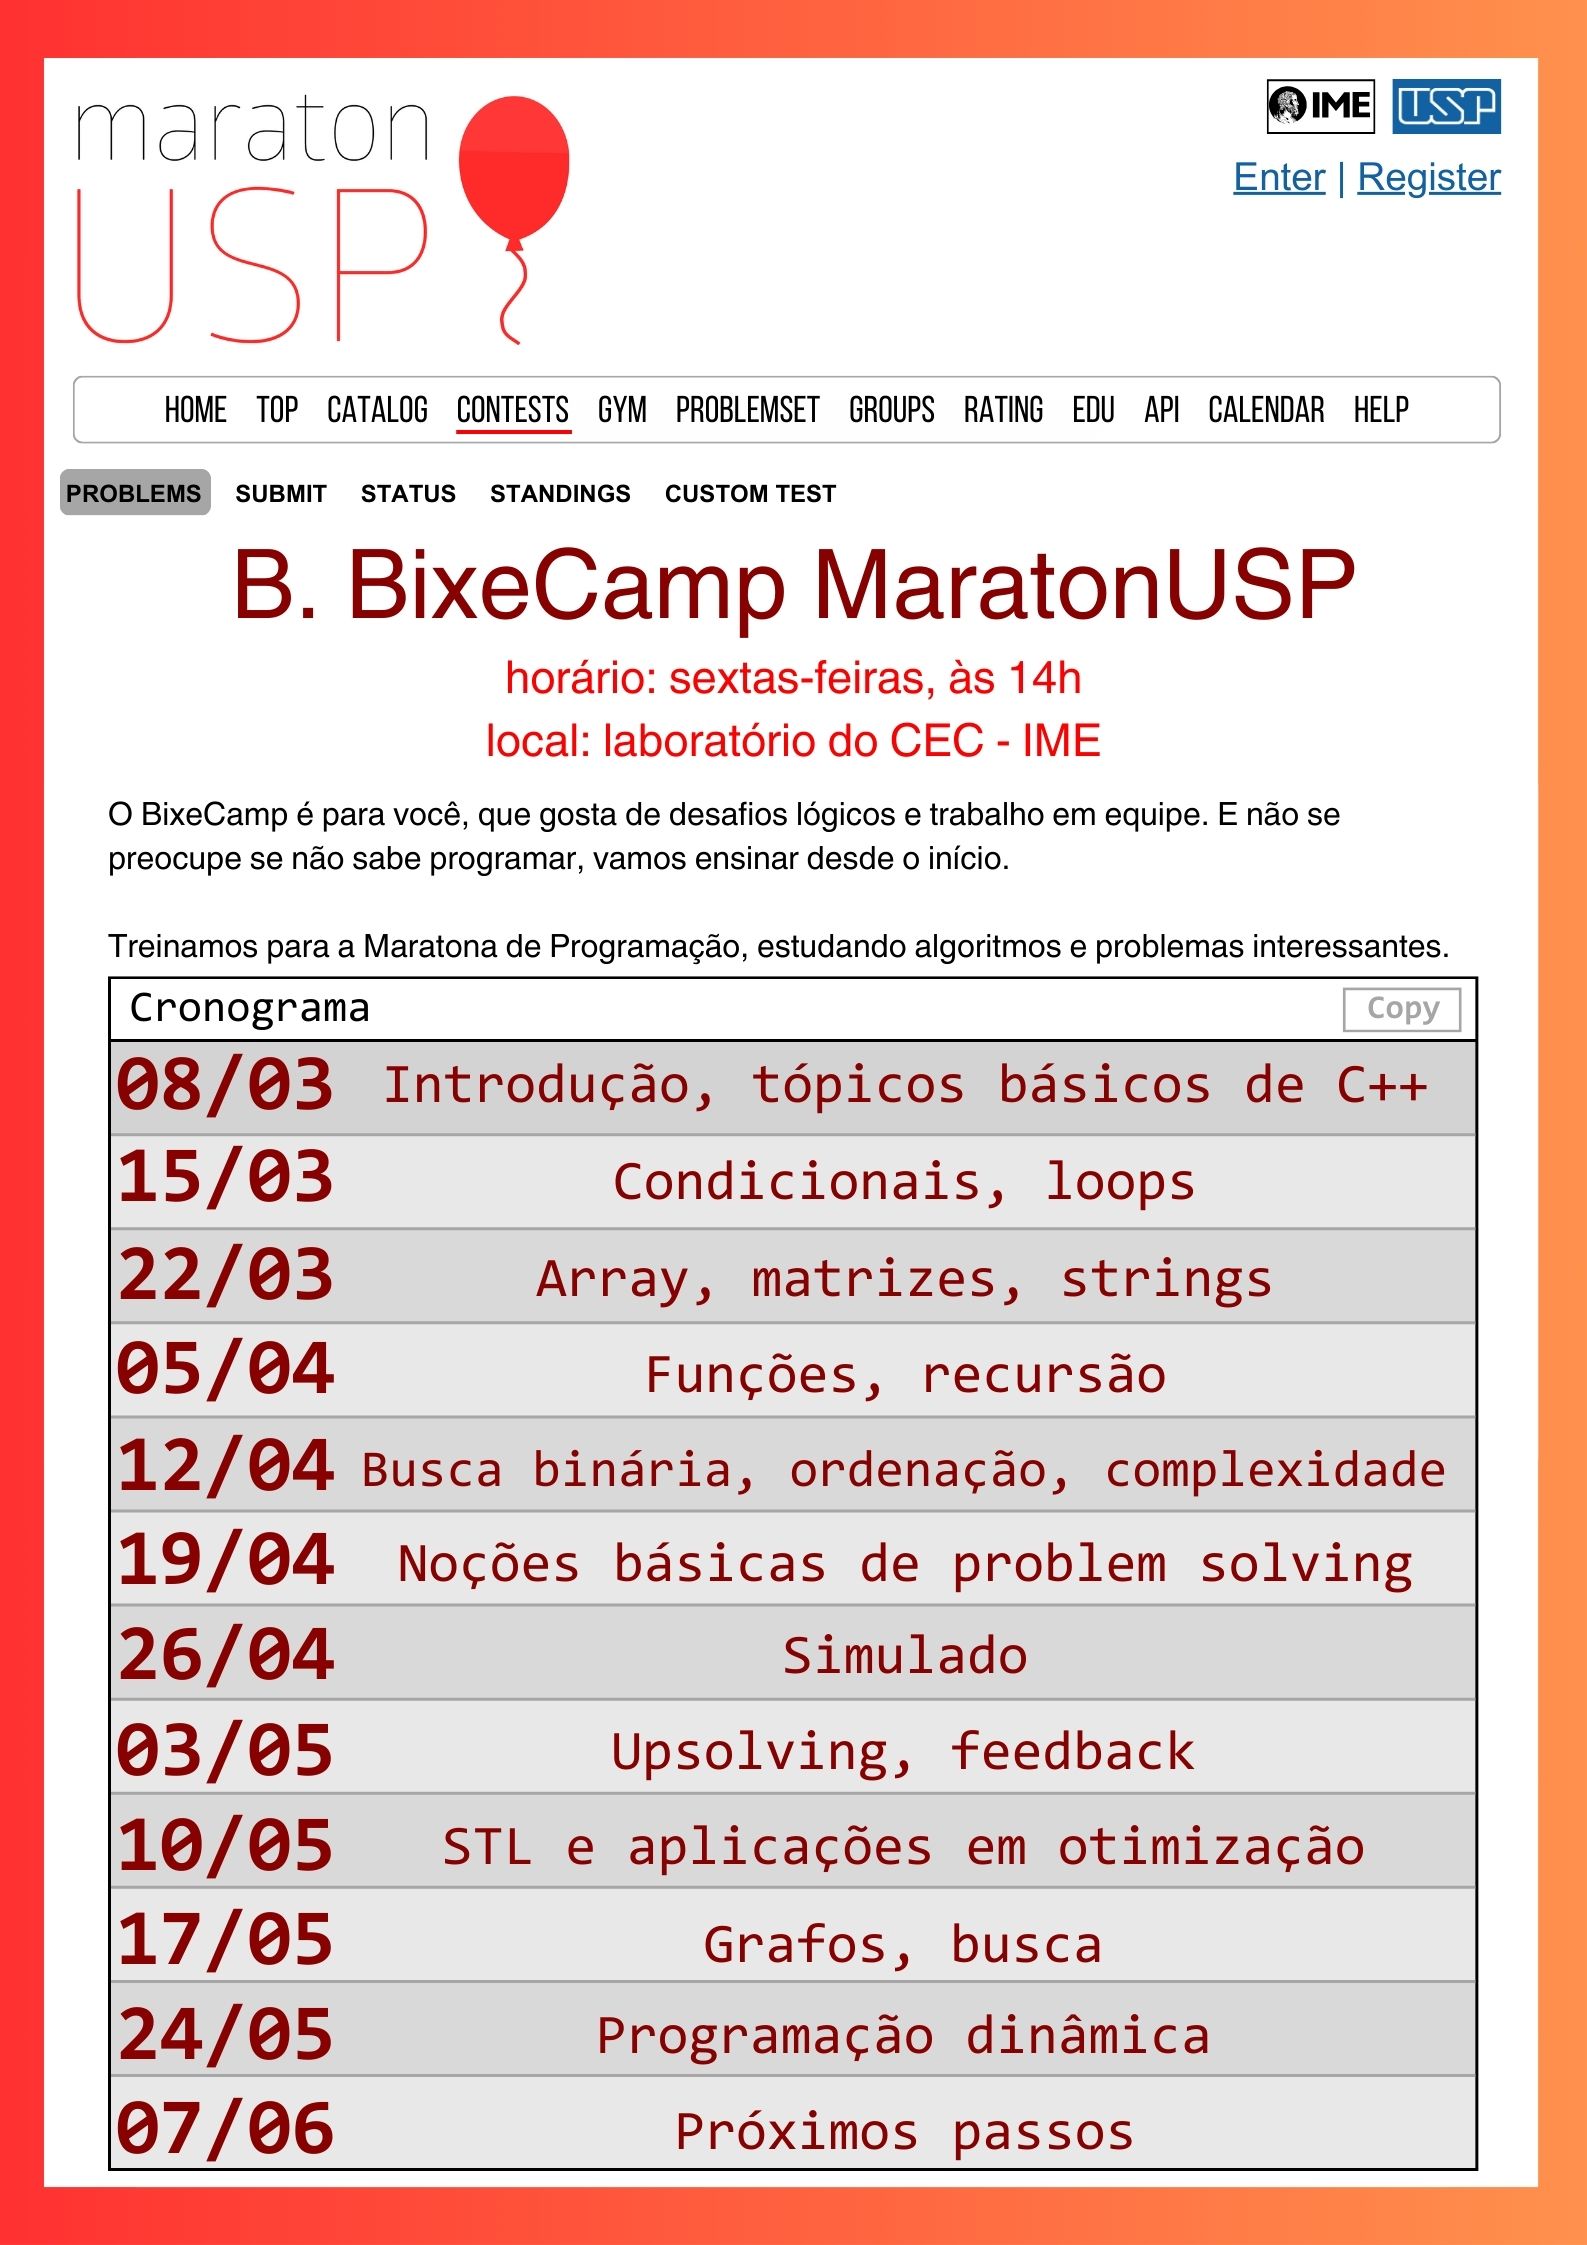 maraton
USP
IME USP
Enter | Register
HOME TOP CATALOG CONTESTS GYM PROBLEMSET GROUPS RATING EDU API CALENDAR HELP
PROBLEMS SUBMIT STATUS STANDINGS CUSTOM TEST
B. BixeCamp MaratonUSP
horário: sextas-feiras, às 14h
local: laboratório do CEC - IME
O BixeCamp é para você, que gosta de desafios lógicos e trabalho em equipe. E não se
preocupe se não sabe programar, vamos ensinar desde o início.
Treinamos para a Maratona de Programação, estudando algoritmos e problemas interessantes.
Cronograma Copy
08/03 Introdução, tópicos básicos de C++
15/03 Condicionais, loops
22/03 Array, matrizes, strings
05/04 Funções, recursão
12/04 Busca binária, ordenação, complexidade
19/04 Noções básicas de problem solving
26/04 Simulado
03/05 Upsolving, feedback
10/05 STL e aplicações em otimização
17/05 Grafos, busca
24/05 Programação dinâmica
07/06 Próximos passos